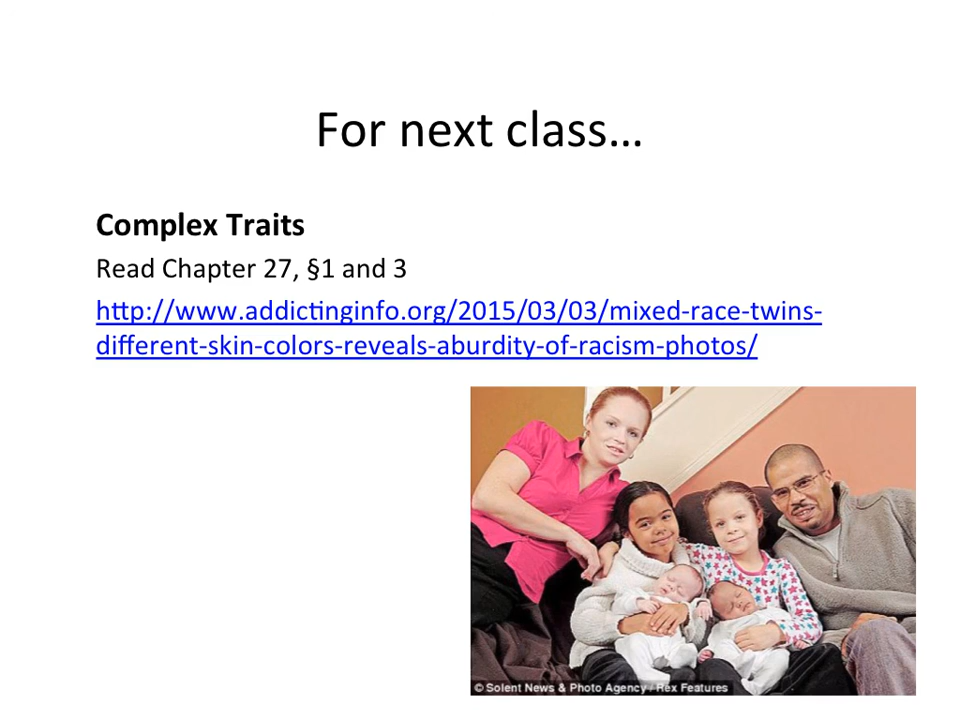 For next class…
Complex Traits
Read Chapter 27, §1 and 3
http://www.addictinginfo.org/2015/03/03/mixed-race-twins-
different-skin-colors-reveals-aburdity-of-racism-photos/
© Solent News & Photo Agency / Rex Features